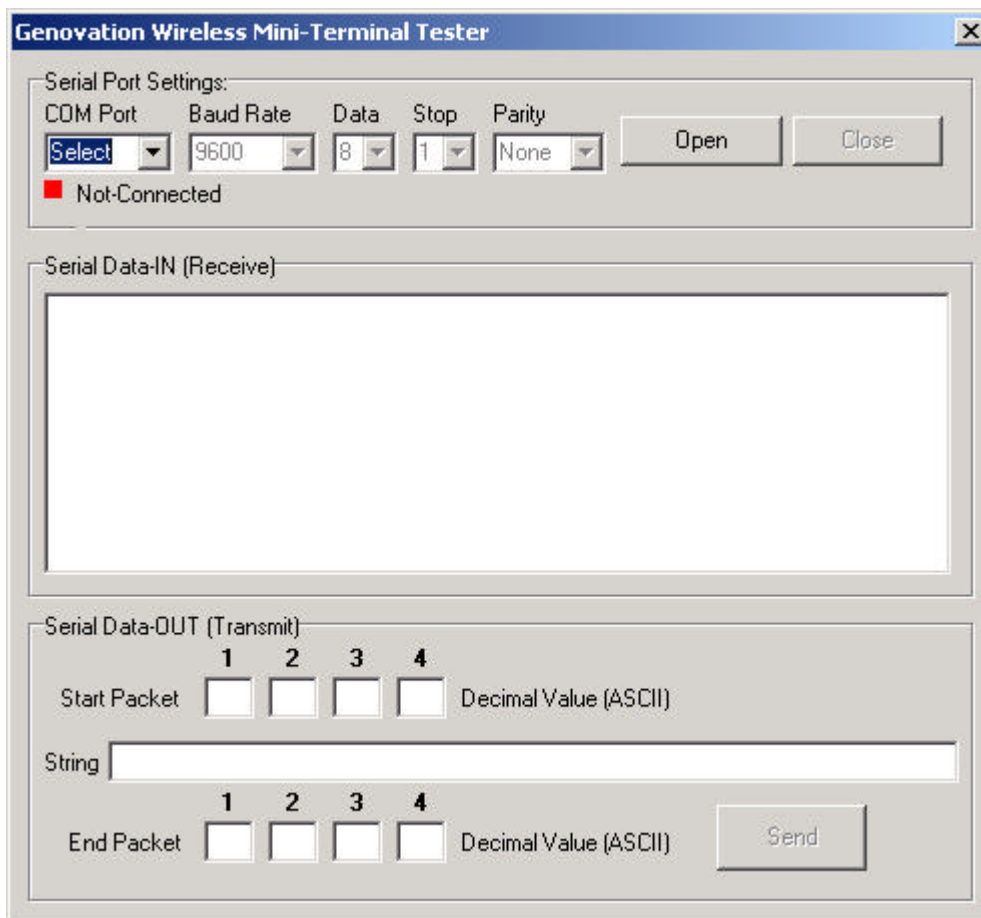 Genovation Wireless Mini-Terminal Tester
Serial Port Settings:
COM Port Baud Rate Data Stop Parity
Select 9600 8 1 None Open Close
Not-Connected
Serial Data-IN (Receive)
Serial Data-OUT (Transmit)
1 2 3 4
Start Packet Decimal Value (ASCII)
String
1 2 3 4
End Packet Decimal Value (ASCII) Send